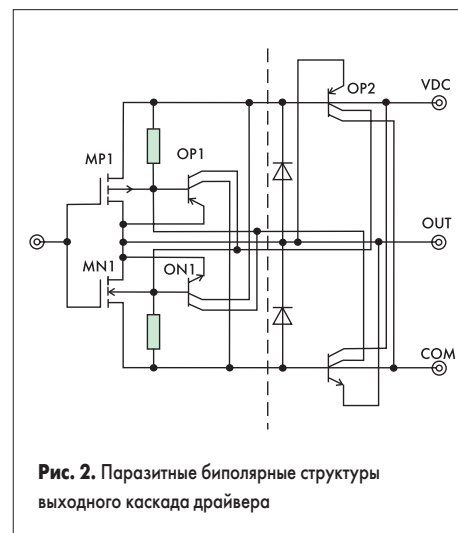 OP2
VDC
MP1
OP1
OUT
MN1
ON1
COM
Рис. 2. Паразитные биполярные структуры
выходного каскада драйвера